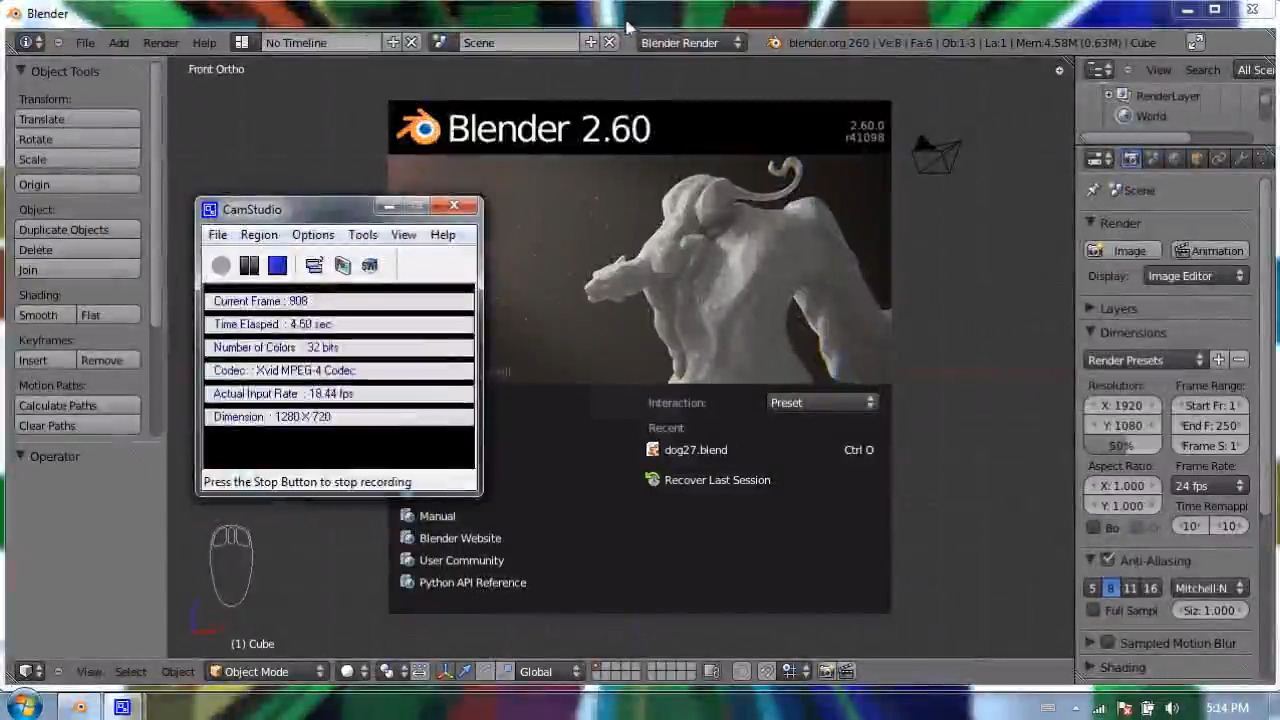 Blender
File Add Render Help No Timeline Scene Blender Render blender.org 260 | Ve:8 | Fa:6 | Ob:1-3 | La:1 | Mem:4.58M (0.63M) | Cube
View Search All Sce
Object Tools
Transform:
Translate
Rotate
Scale
Origin
Object:
Duplicate Objects
Delete
Join
Shading:
Smooth Flat
Keyframes:
Insert Remove
Motion Paths:
Calculate Paths
Clear Paths
Operator
Front Ortho
Blender 2.60
2.60.0
r41098
CamStudio
File Region Options Tools View Help
Current Frame : 908
Time Elasped : 4.60 sec
Number of Colors : 32 bits
Codec : Xvid MPEG-4 Codec
Actual Input Rate : 18.44 fps
Dimension : 1280 X 720
Press the Stop Button to stop recording
Interaction: Preset
Recent
dog27.blend Ctrl O
Recover Last Session
Manual
Blender Website
User Community
Python API Reference
(1) Cube
View Select Object Object Mode Global
RenderLayer
World
Scene
Render
Image Animation
Display: Image Editor
Layers
Dimensions
Render Presets
Resolution: Frame Range:
X: 1920 Start Fr: 1
Y: 1080 End F: 250
50% Frame S: 1
Aspect Ratio: Frame Rate:
X: 1.000 24 fps
Y: 1.000 Time Remappi
Bo 10 10
Anti-Aliasing
5 8 11 16 Mitchell-N
Full Sampl Siz: 1.000
Sampled Motion Blur
Shading
5:14 PM